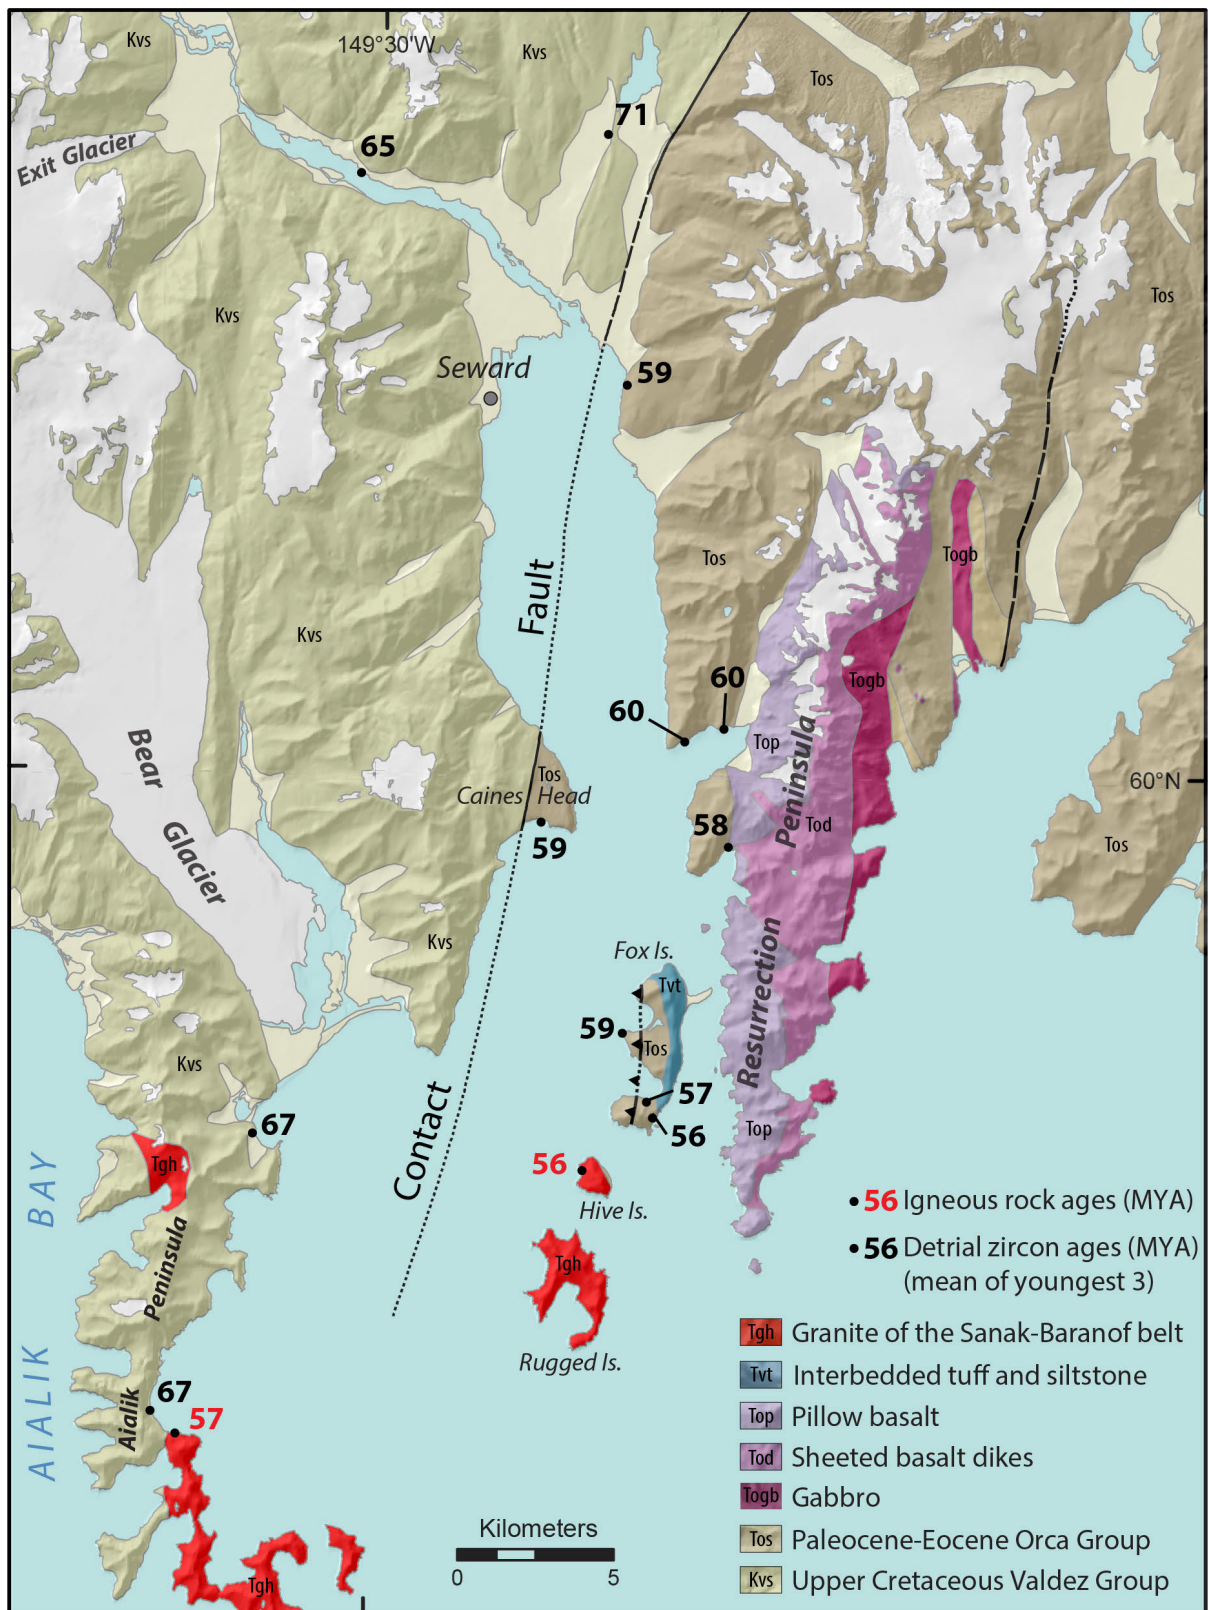 Kvs
149°30'W
Kvs
Tos
71
65
Exit Glacier
Kvs
Tos
Seward
59
Fault
Tos
Togb
Kvs
60
Togb
60
Top
Bear
Glacier
Peninsula
Tos
Caines Head
60°N
59
58
Tod
Tos
Kvs
Resurrection
Fox Is.
Tvt
59
Tos
Kvs
57
56
67
Contact
Top
Tgh
56
Hive Is.
BAY
Peninsula
Tgh
Rugged Is.
AIALIK
Aialik
67
57
Tgh
56 Igneous rock ages (MYA)
56 Detrial zircon ages (MYA)
(mean of youngest 3)
Tgh Granite of the Sanak-Baranof belt
Tvt Interbedded tuff and siltstone
Top Pillow basalt
Tod Sheeted basalt dikes
Togb Gabbro
Tos Paleocene-Eocene Orca Group
Kvs Upper Cretaceous Valdez Group
Kilometers
0 5